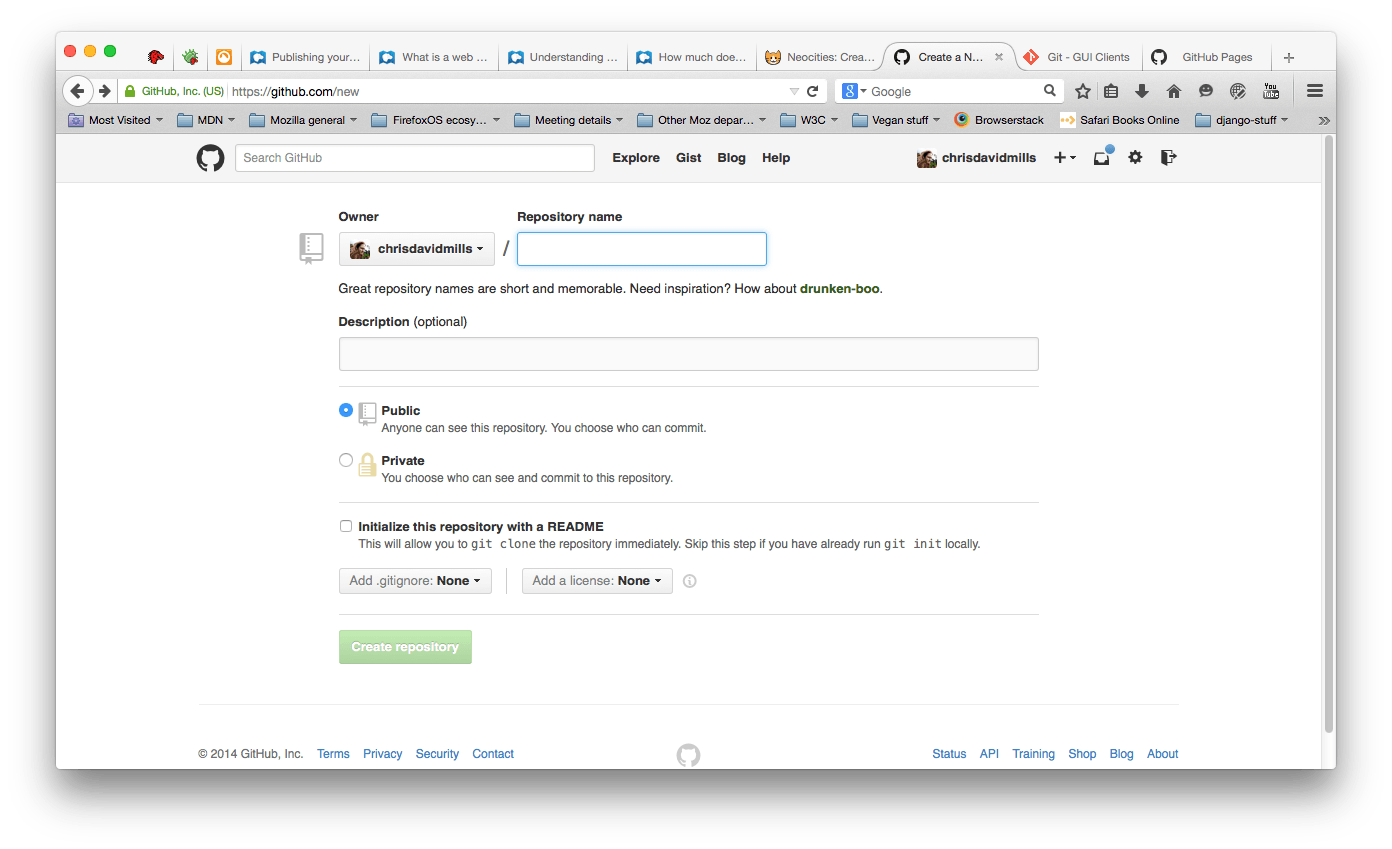 Publishing your... What is a web ... Understanding ... How much doe... Neocities: Crea... Create a N... Git - GUI Clients GitHub Pages
GitHub, Inc. (US) https://github.com/new Google You Tube
Most Visited MDN Mozilla general FirefoxOS ecosy... Meeting details Other Moz depar... W3C Vegan stuff Browserstack Safari Books Online django-stuff
Search GitHub Explore Gist Blog Help chrisdavidmills
Owner Repository name
chrisdavidmills /
Great repository names are short and memorable. Need inspiration? How about drunken-boo.
Description (optional)
Public
Anyone can see this repository. You choose who can commit.
Private
You choose who can see and commit to this repository.
Initialize this repository with a README
This will allow you to git clone the repository immediately. Skip this step if you have already run git init locally.
Add .gitignore: None Add a license: None
Create repository
© 2014 GitHub, Inc. Terms Privacy Security Contact Status API Training Shop Blog About